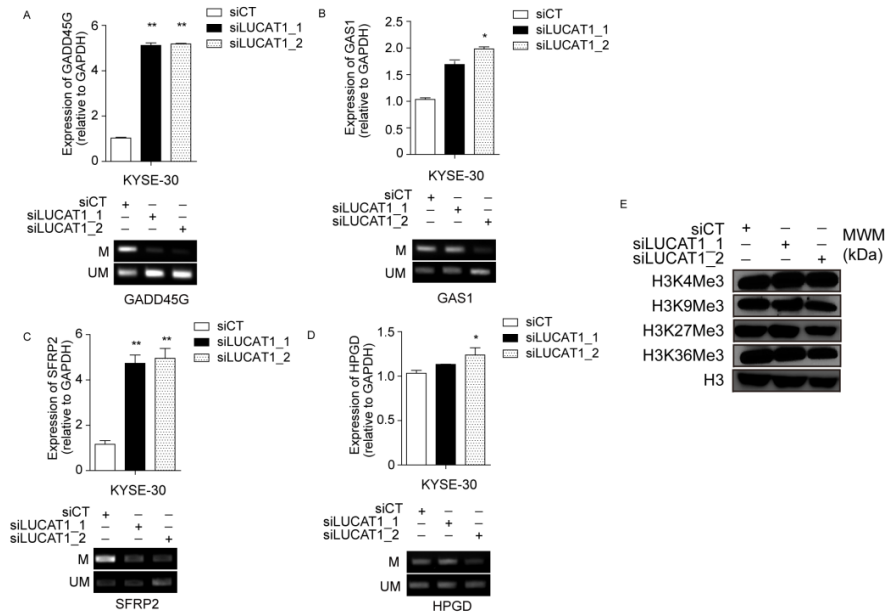 A
Expression of GADD45G
(relative to GAPDH)
6
4
2
0
** **
siCT
siLUCAT1_1
siLUCAT1_2
KYSE-30
siCT + − −
siLUCAT1_1 − + −
siLUCAT1_2 − − +
M
UM
GADD45G
B
Expression of GAS1
(relative to GAPDH)
2.5
2.0
1.5
1.0
0.5
0.0
*
siCT
siLUCAT1_1
siLUCAT1_2
KYSE-30
siCT + − −
siLUCAT1_1 − + −
siLUCAT1_2 − − +
M
UM
GAS1
C
Expression of SFRP2
(relative to GAPDH)
6
4
2
0
** **
siCT
siLUCAT1_1
siLUCAT1_2
KYSE-30
siCT + − −
siLUCAT1_1 − + −
siLUCAT1_2 − − +
M
UM
SFRP2
D
Expression of HPGD
(relative to GAPDH)
1.5
1.0
0.5
0.0
*
siCT
siLUCAT1_1
siLUCAT1_2
KYSE-30
siCT + − −
siLUCAT1_1 − + −
siLUCAT1_2 − − +
M
UM
HPGD
E
siCT + − −
siLUCAT1_1 − + −
siLUCAT1_2 − − +
MWM
(kDa)
H3K4Me3
H3K9Me3
H3K27Me3
H3K36Me3
H3